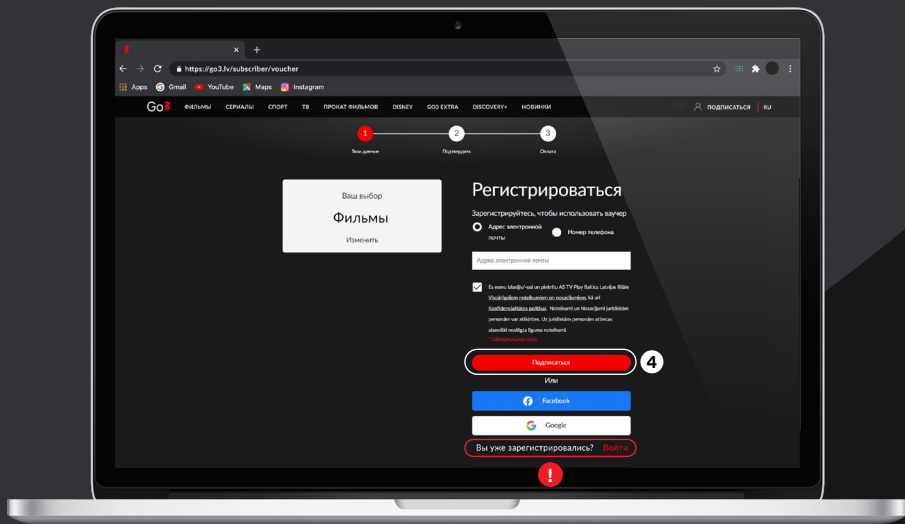 https://go3.lv/subscriber/voucher
Apps Gmail YouTube Maps Instagram
Go3 ФИЛЬМЫ СЕРИАЛЫ СПОРТ ТВ ПРОКАТ ФИЛЬМОВ DISNEY GO3 EXTRA DISCOVERY+ НОВИНКИ ПОДПИСАТЬСЯ RU
1 2 3
Твои данные Подтвердить Оплата
Ваш выбор
Фильмы
Изменить
Регистрироваться
Зарегистрируйтесь, чтобы использовать ваучер
Адрес электронной почты
Номер телефона
Адрес электронной почты
Es esmu izlasījis/-usi un piekrītu AS TV Play Baltics Latvijas filiāle
Vispārīgajiem noteikumiem un nosacījumiem, kā arī
Konfidencialitātes politikai. Noteikumi un Nosacījumi juridiskām
personām var atšķirties. Uz juridiskām personām attiecas
atsevišķi noslēgta līguma noteikumi.
* Обязательное поле
Подписаться 4
Или
Facebook
Google
Вы уже зарегистрировались? Войти
!